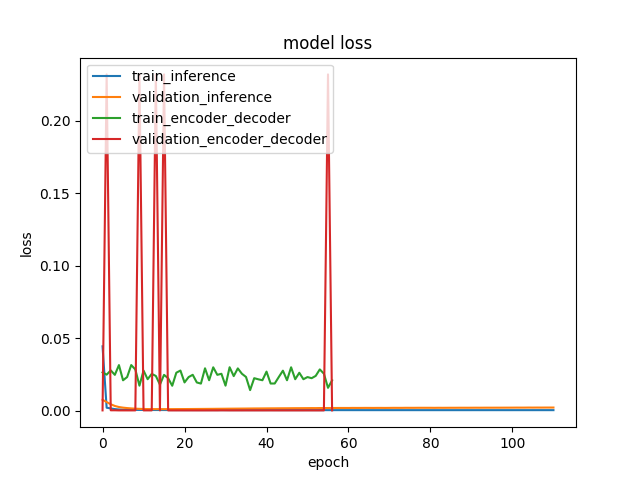 model loss
train_inference
validation_inference
train_encoder_decoder
validation_encoder_decoder
loss
0.20
0.15
0.10
0.05
0.00
0 20 40 60 80 100
epoch